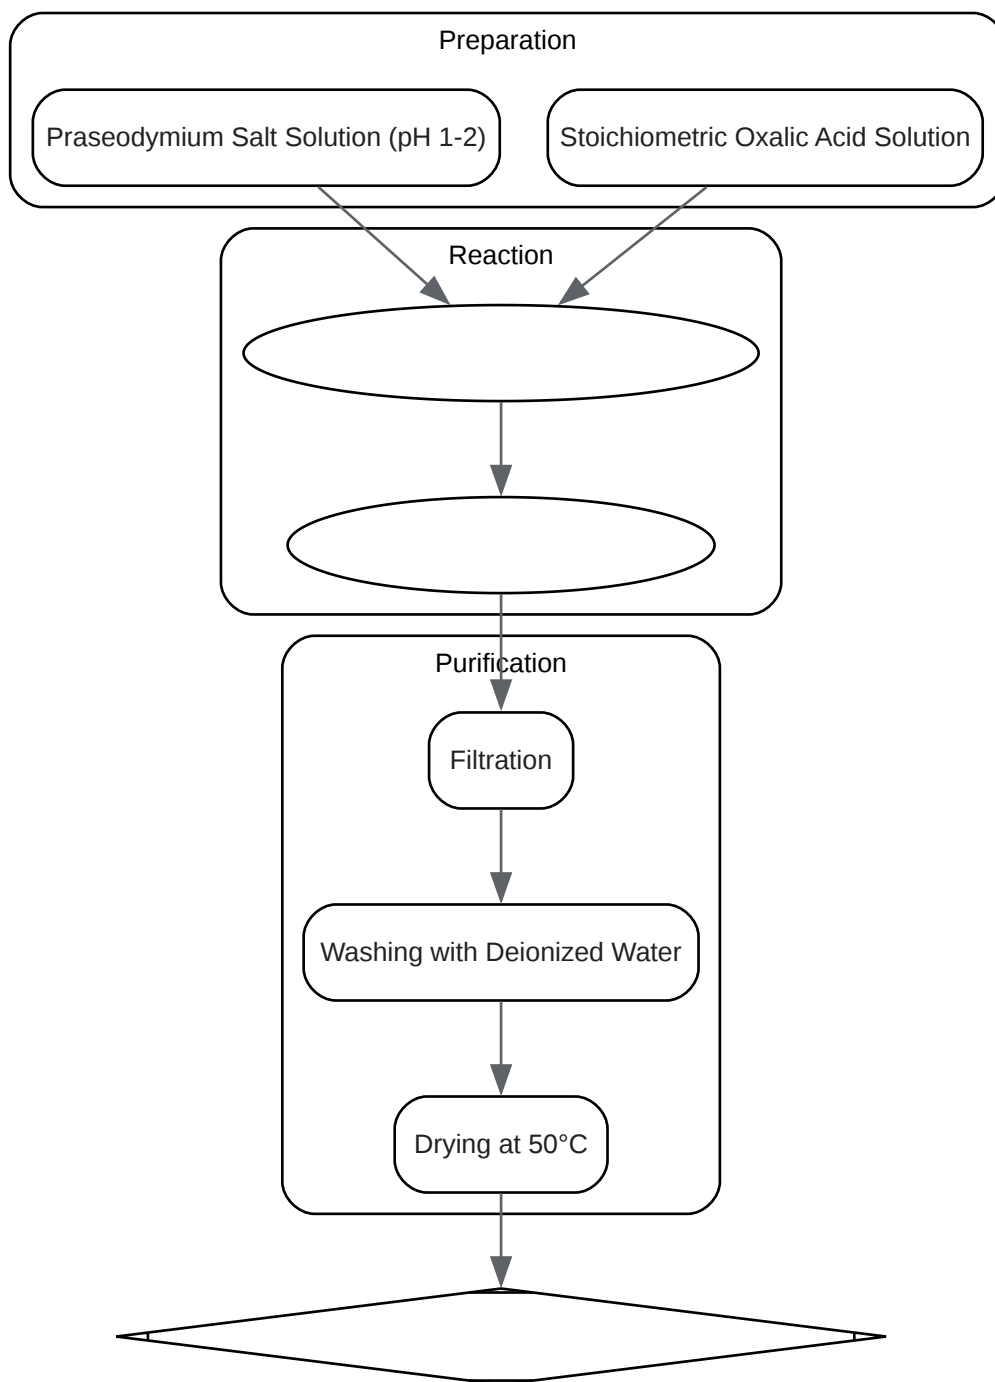 Preparation
Praseodymium Salt Solution (pH 1-2)
Stoichiometric Oxalic Acid Solution
Reaction
Purification
Filtration
Washing with Deionized Water
Drying at 50°C